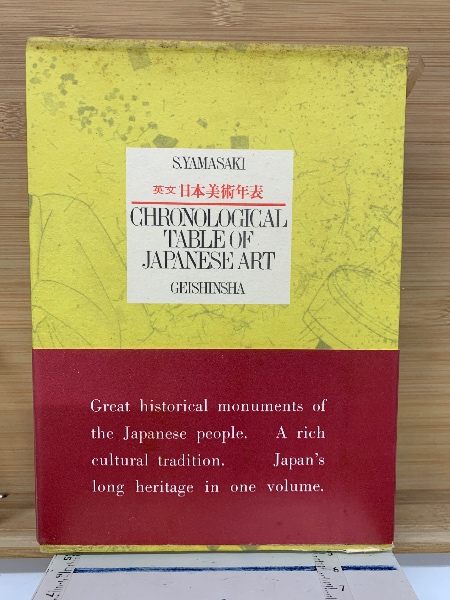 S.YAMASAKI
英文 日本美術年表
CHRONOLOGICAL
TABLE OF
JAPANESE ART
GEISHINSHA
Great historical monuments of
the Japanese people. A rich
cultural tradition. Japan's
long heritage in one volume.